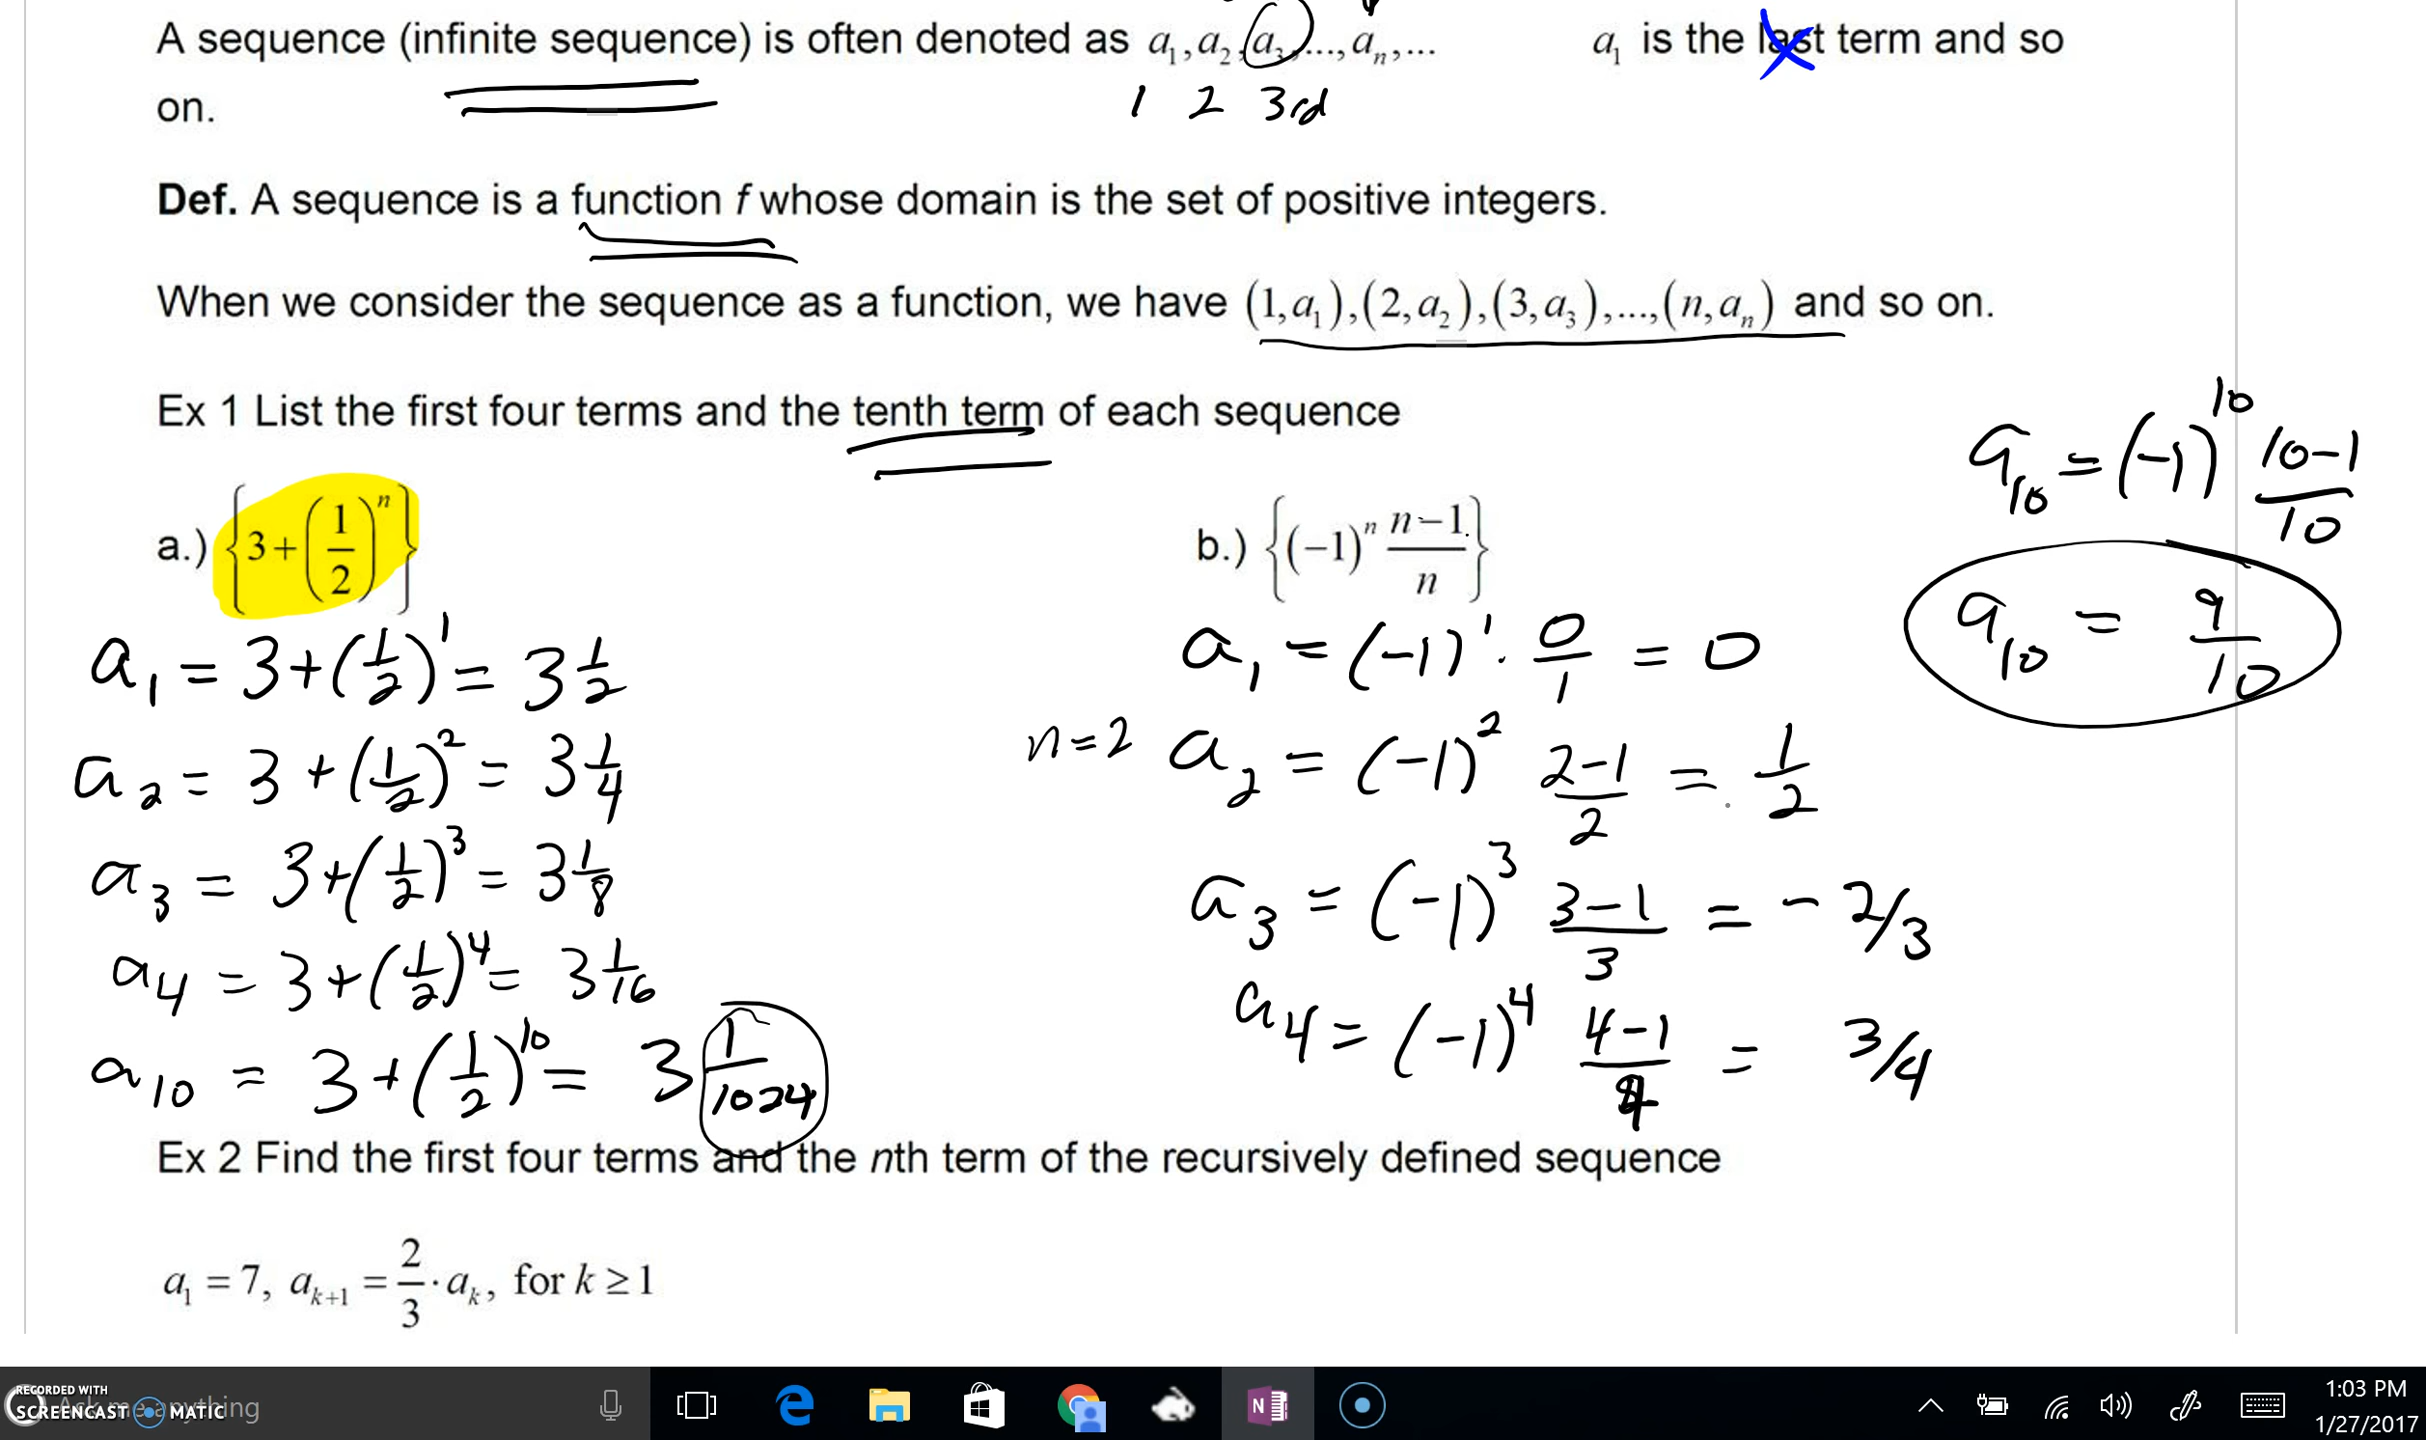 A sequence (infinite sequence) is often denoted as a₁, a₂, a₃, ..., aₙ, ... a₁ is the last term and so
on.
1 2 3rd
Def. A sequence is a function f whose domain is the set of positive integers.
When we consider the sequence as a function, we have (1, a₁), (2, a₂), (3, a₃), ..., (n, aₙ) and so on.
Ex 1 List the first four terms and the tenth term of each sequence
a.) {3 + (1/2)ⁿ}
a₁ = 3 + (1/2)¹ = 3 1/2
a₂ = 3 + (1/2)² = 3 1/4
a₃ = 3 + (1/2)³ = 3 1/8
a₄ = 3 + (1/2)⁴ = 3 1/16
a₁₀ = 3 + (1/2)¹⁰ = 3 1/1024
b.) {(−1)ⁿ (n−1)/n}
a₁ = (−1)¹ · 0/1 = 0
n=2 a₂ = (−1)² (2−1)/2 = 1/2
a₃ = (−1)³ (3−1)/3 = −2/3
a₄ = (−1)⁴ (4−1)/4 = 3/4
a₁₀ = (−1)¹⁰ (10−1)/10
a₁₀ = 9/10
Ex 2 Find the first four terms and the nth term of the recursively defined sequence
a₁ = 7, aₖ₊₁ = 2/3 · aₖ, for k ≥ 1
RECORDED WITH
SCREENCAST MATIC
Ask me anything
N
1:03 PM
1/27/2017